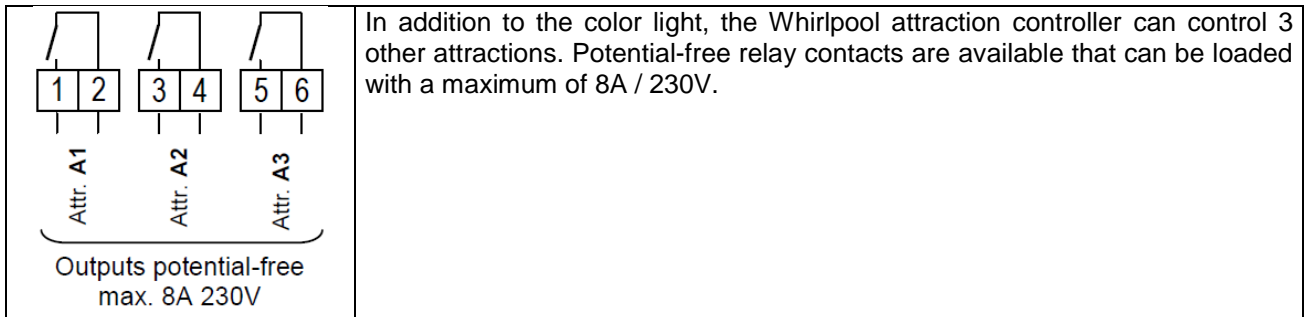 1 2 3 4 5 6
Attr. A1
Attr. A2
Attr. A3
Outputs potential-free
max. 8A 230V
In addition to the color light, the Whirlpool attraction controller can control 3
other attractions. Potential-free relay contacts are available that can be loaded
with a maximum of 8A / 230V.